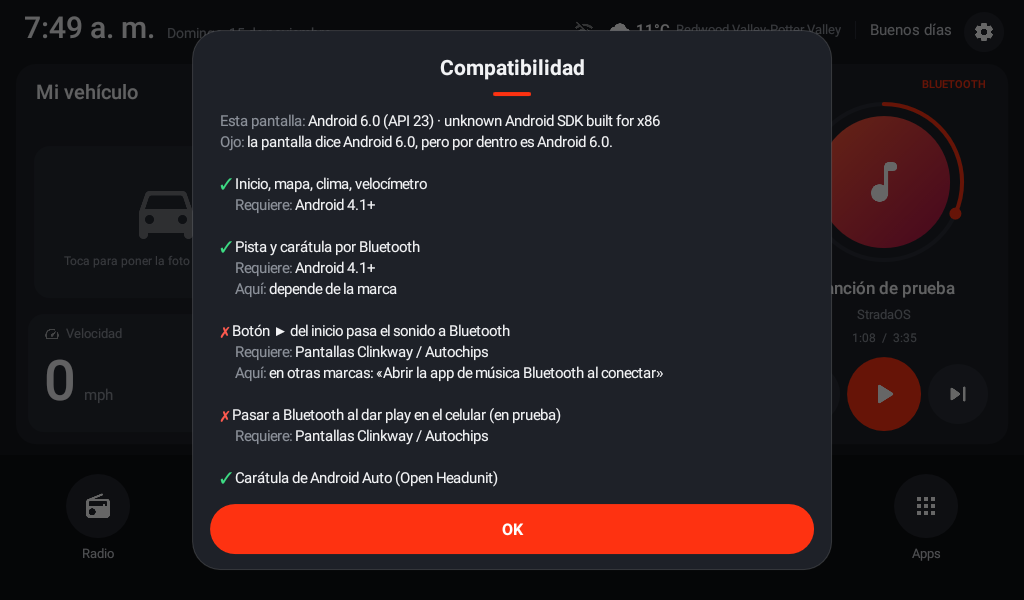 7:49 a. m.
11°C Redwood Valley-Potter Valley
Buenos días
Mi vehículo
BLUETOOTH
Compatibilidad
Esta pantalla: Android 6.0 (API 23) · unknown Android SDK built for x86
Ojo: la pantalla dice Android 6.0, pero por dentro es Android 6.0.
✓ Inicio, mapa, clima, velocímetro
Requiere: Android 4.1+
✓ Pista y carátula por Bluetooth
Requiere: Android 4.1+
Aquí: depende de la marca
✗ Botón ► del inicio pasa el sonido a Bluetooth
Requiere: Pantallas Clinkway / Autochips
Aquí: en otras marcas: «Abrir la app de música Bluetooth al conectar»
✗ Pasar a Bluetooth al dar play en el celular (en prueba)
Requiere: Pantallas Clinkway / Autochips
✓ Carátula de Android Auto (Open Headunit)
OK
Toca para poner la foto
Velocidad
0 mph
de prueba
StradaOS
1:08 / 3:35
Radio
Apps